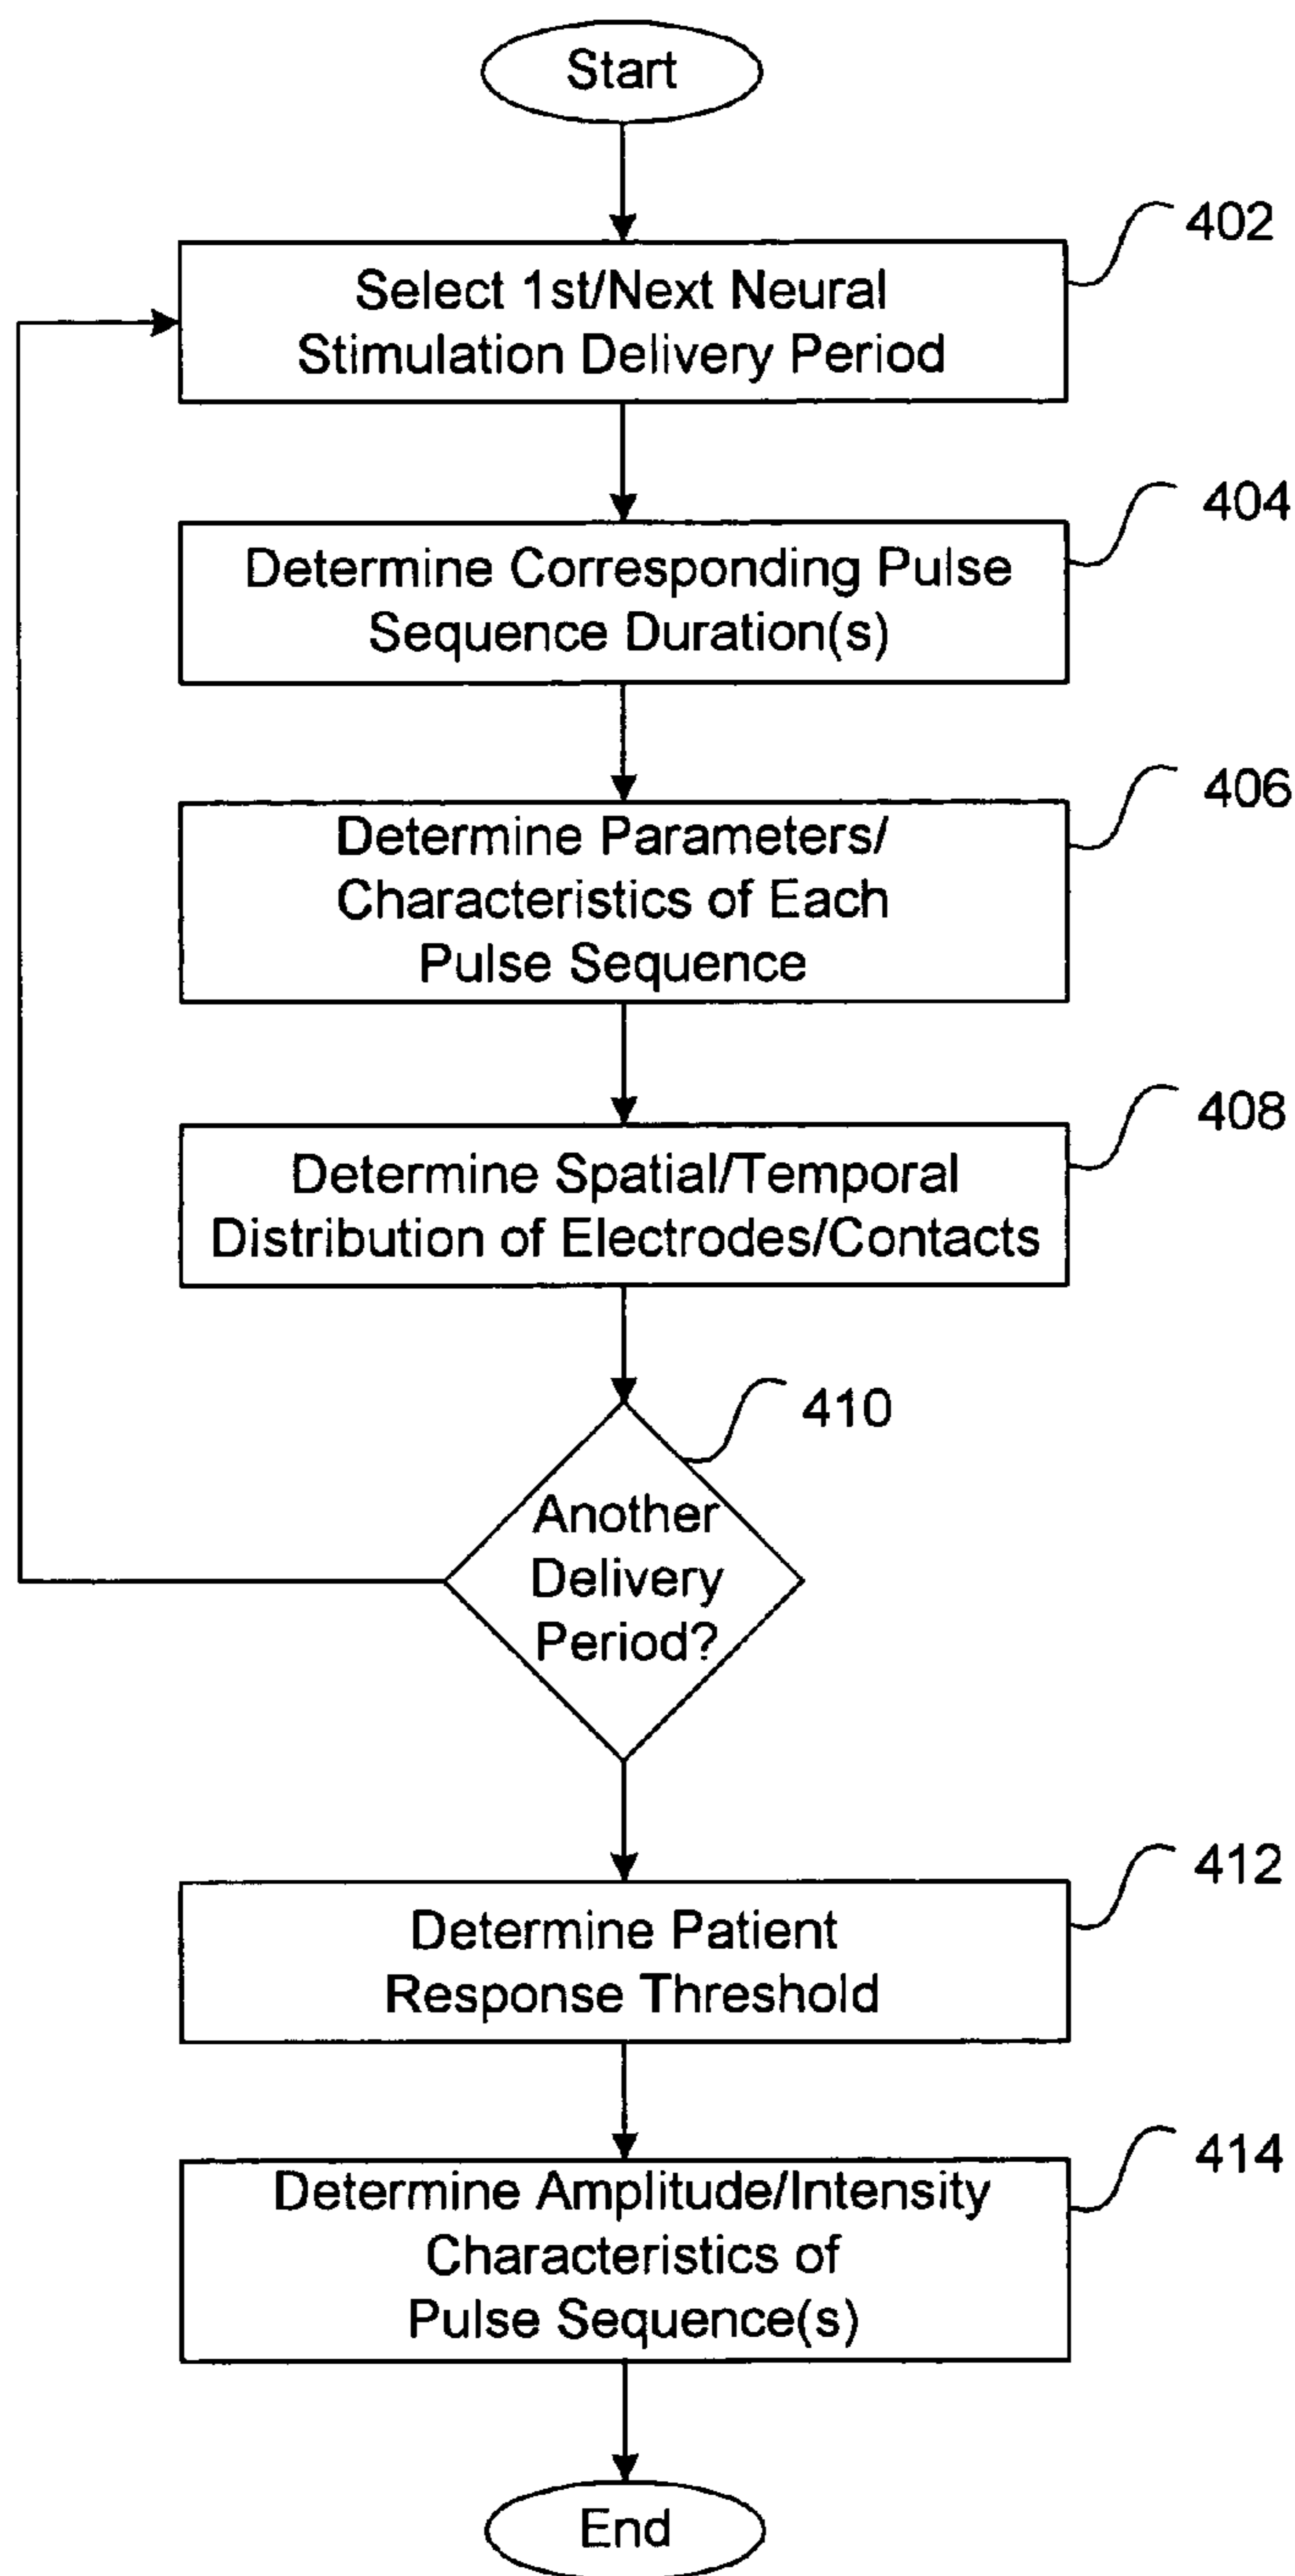 Start
402
Select 1st/Next Neural
Stimulation Delivery Period
404
Determine Corresponding Pulse
Sequence Duration(s)
406
Determine Parameters/
Characteristics of Each
Pulse Sequence
408
Determine Spatial/Temporal
Distribution of Electrodes/Contacts
410
Another
Delivery
Period?
412
Determine Patient
Response Threshold
414
Determine Amplitude/Intensity
Characteristics of
Pulse Sequence(s)
End